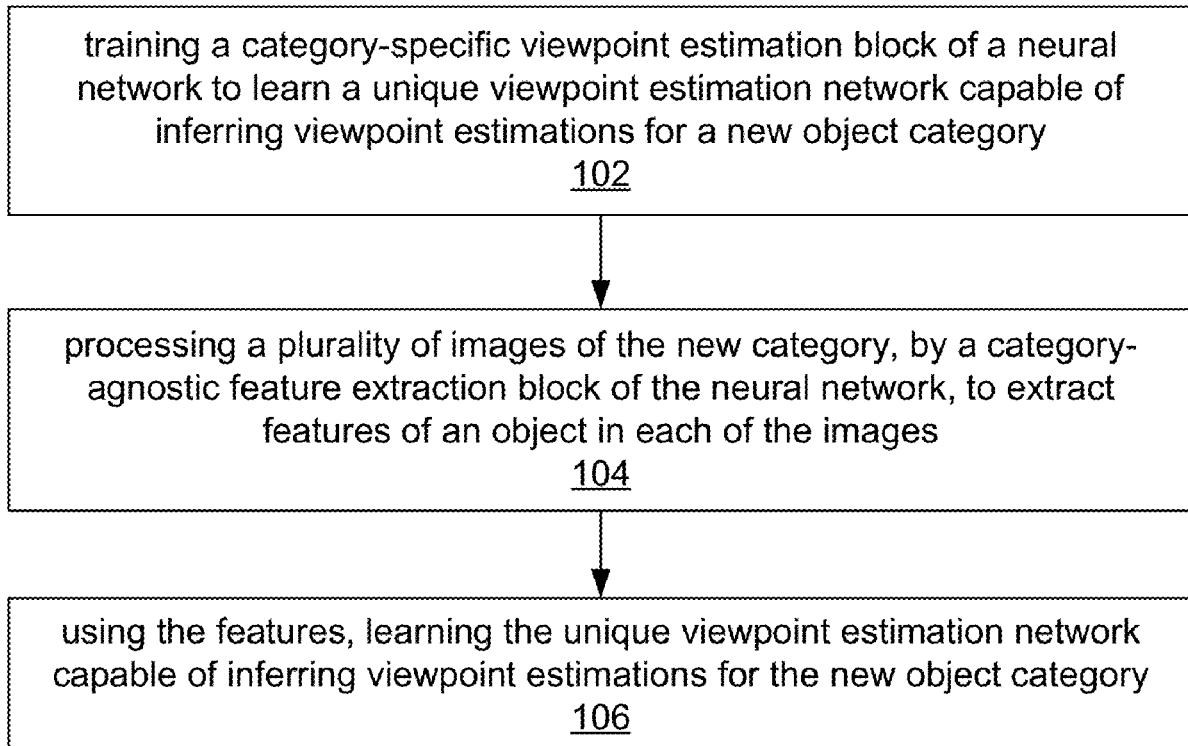 training a category-specific viewpoint estimation block of a neural
network to learn a unique viewpoint estimation network capable of
inferring viewpoint estimations for a new object category
102
processing a plurality of images of the new category, by a category-
agnostic feature extraction block of the neural network, to extract
features of an object in each of the images
104
using the features, learning the unique viewpoint estimation network
capable of inferring viewpoint estimations for the new object category
106